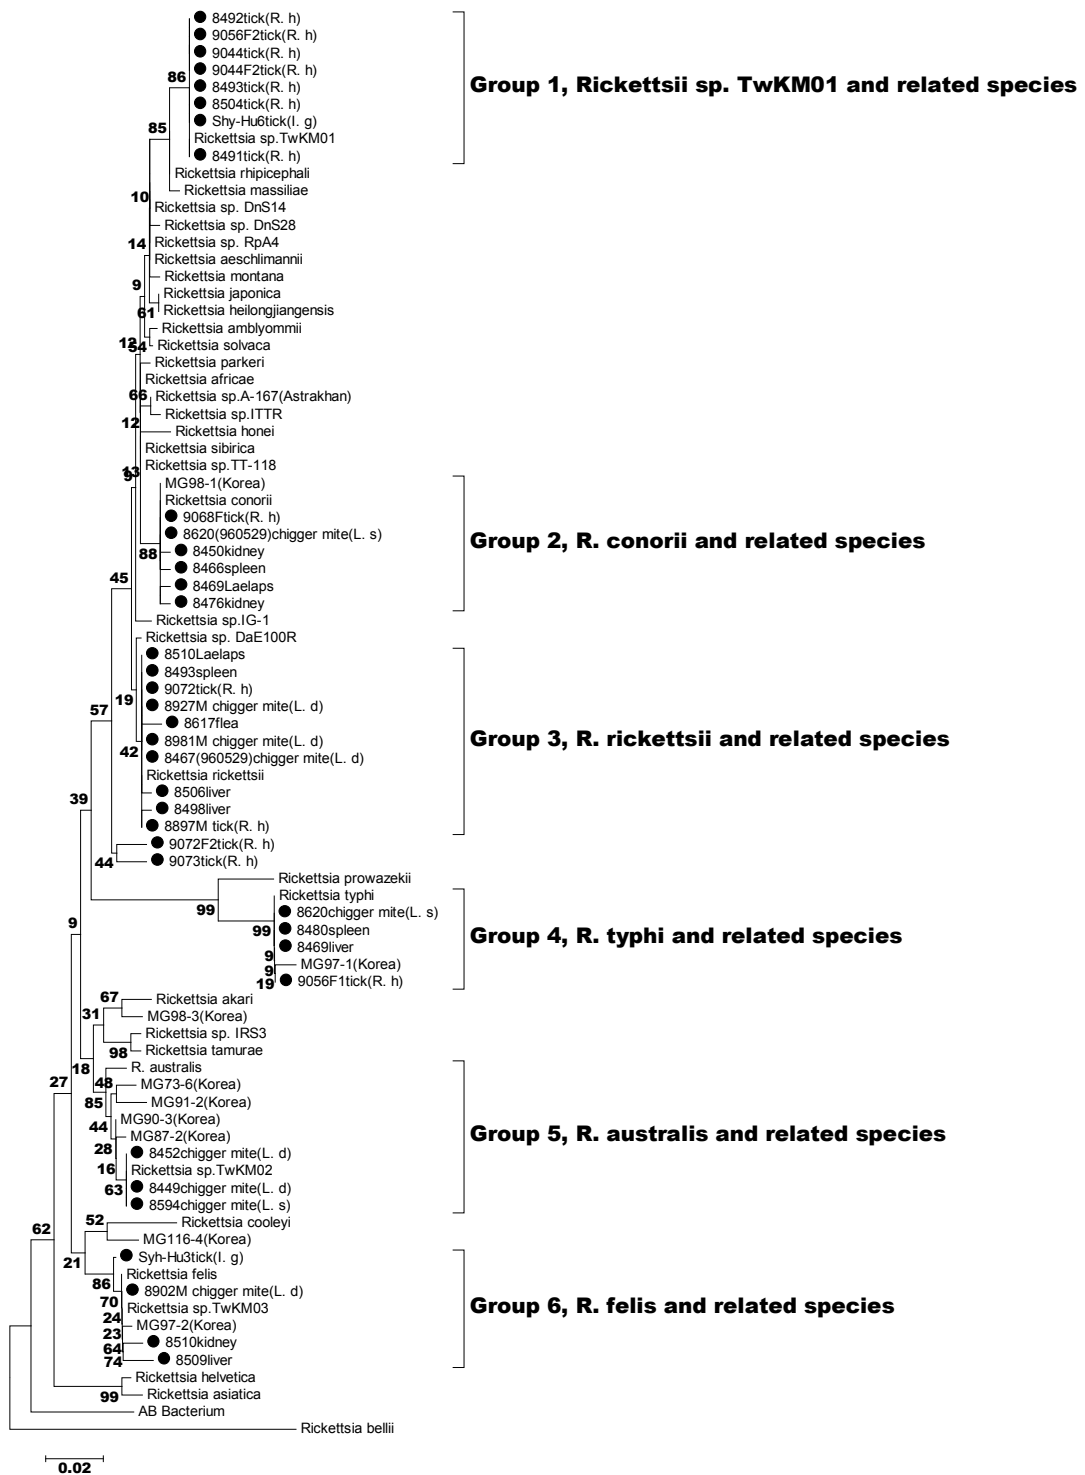 8492tick(R. h)
9056F2tick(R. h)
9044tick(R. h)
9044F2tick(R. h)
86
8493tick(R. h)
Group 1, Rickettsii sp. TwKM01 and related species
8504tick(R. h)
Shy-Hu6tick(I. g)
85
Rickettsia sp.TwKM01
8491tick(R. h)
Rickettsia rhipicephali
Rickettsia massiliae
10
Rickettsia sp. DnS14
Rickettsia sp. DnS28
14
Rickettsia sp. RpA4
Rickettsia aeschlimannii
Rickettsia montana
9
Rickettsia japonica
61
Rickettsia heilongjiangensis
Rickettsia amblyommii
12
54
Rickettsia solvaca
Rickettsia parkeri
Rickettsia africae
66
Rickettsia sp.A-167(Astrakhan)
Rickettsia sp.ITTR
12
Rickettsia honei
Rickettsia sibirica
Rickettsia sp.TT-118
13
9
MG98-1(Korea)
Rickettsia conorii
9068Ftick(R. h)
8620(960529)chigger mite(L. s)
Group 2, R. conorii and related species
88
8450kidney
8466spleen
45
8469Laelaps
8476kidney
Rickettsia sp.IG-1
Rickettsia sp. DaE100R
8510Laelaps
8493spleen
9072tick(R. h)
19
8927M chigger mite(L. d)
57
8617flea
8981M chigger mite(L. d)
Group 3, R. rickettsii and related species
42
8467(960529)chigger mite(L. d)
Rickettsia rickettsii
8506liver
39
8498liver
8897M tick(R. h)
9072F2tick(R. h)
44
9073tick(R. h)
Rickettsia prowazekii
Rickettsia typhi
99
8620chigger mite(L. s)
9
99
8480spleen
Group 4, R. typhi and related species
8469liver
9
MG97-1(Korea)
9
19
9056F1tick(R. h)
67
Rickettsia akari
31
MG98-3(Korea)
Rickettsia sp. IRS3
98
Rickettsia tamurae
18
R. australis
27
48
MG73-6(Korea)
85
MG91-2(Korea)
MG90-3(Korea)
44
MG87-2(Korea)
Group 5, R. australis and related species
28
8452chigger mite(L. d)
16
Rickettsia sp.TwKM02
63
8449chigger mite(L. d)
8594chigger mite(L. s)
52
Rickettsia cooleyi
62
MG116-4(Korea)
21
Syh-Hu3tick(I. g)
Rickettsia felis
86
8902M chigger mite(L. d)
70
Rickettsia sp.TwKM03
Group 6, R. felis and related species
24
MG97-2(Korea)
23
8510kidney
64
74
8509liver
Rickettsia helvetica
99
Rickettsia asiatica
AB Bacterium
Rickettsia bellii
0.02